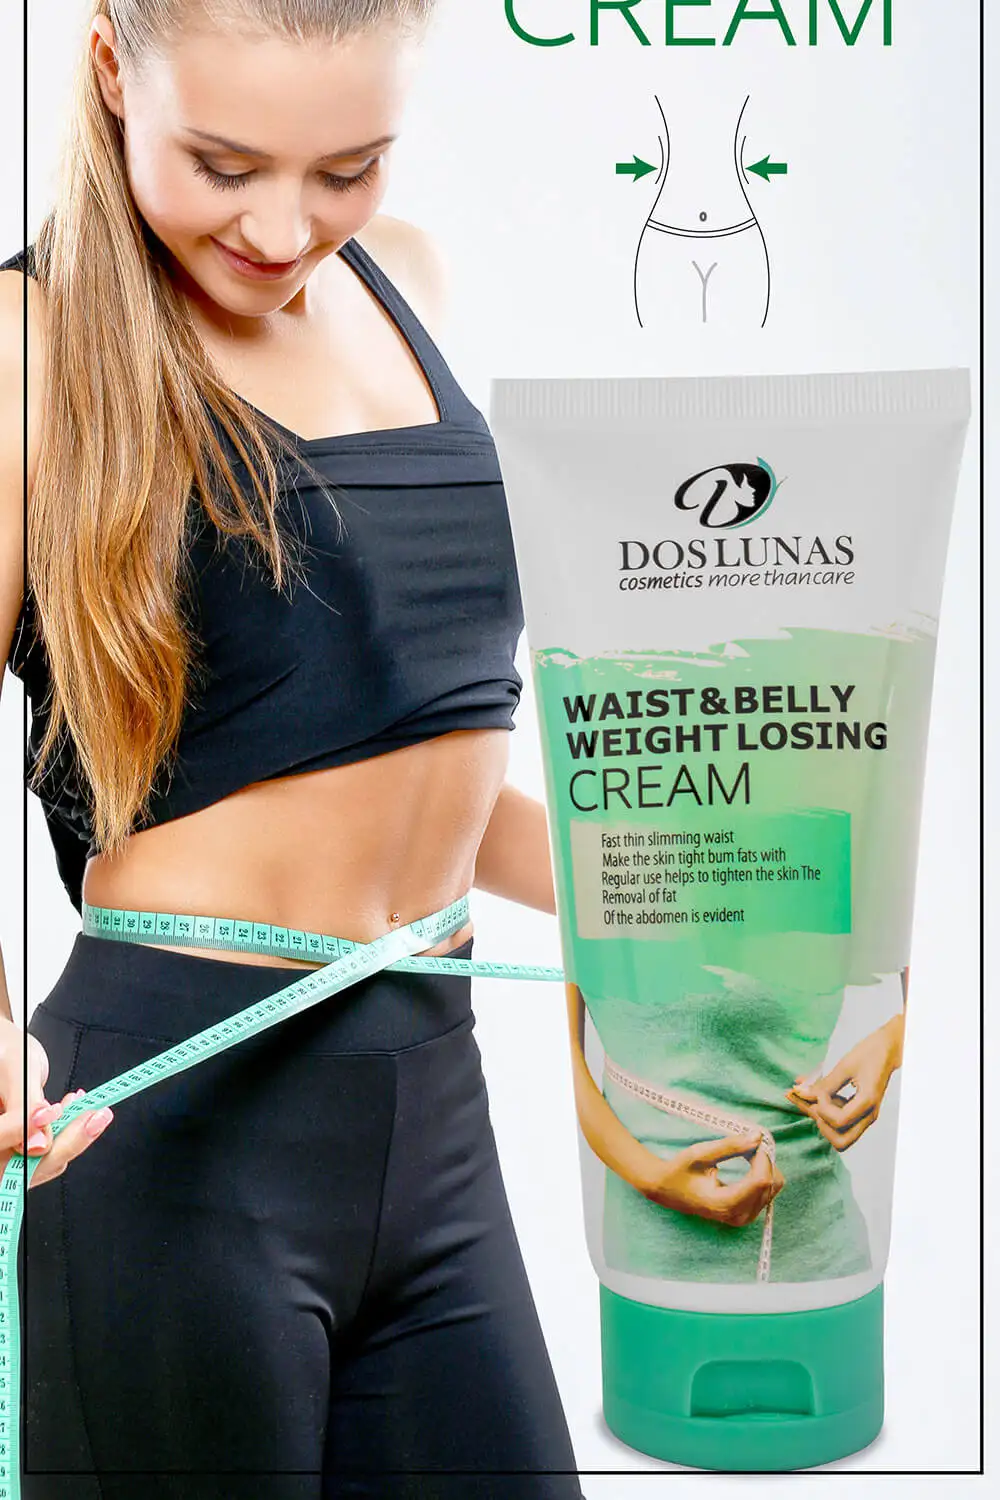 CREAM
DOS LUNAS
cosmetics more than care
WAIST & BELLY
WEIGHT LOSING
CREAM
Fast thin slimming waist
Make the skin tight bum fats with
Regular use helps to tighten the skin The
Removal of fat
Of the abdomen is evident